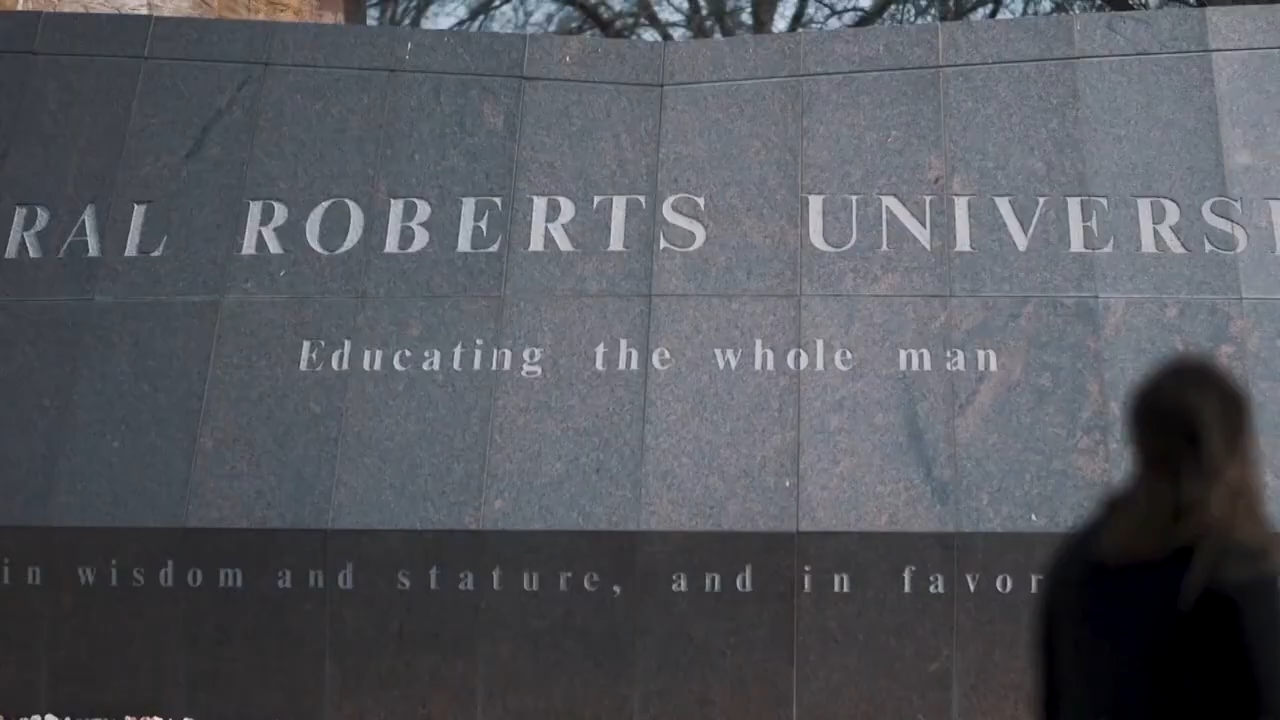 RAL ROBERTS UNIVERS
Educating the whole man
in wisdom and stature, and in favor